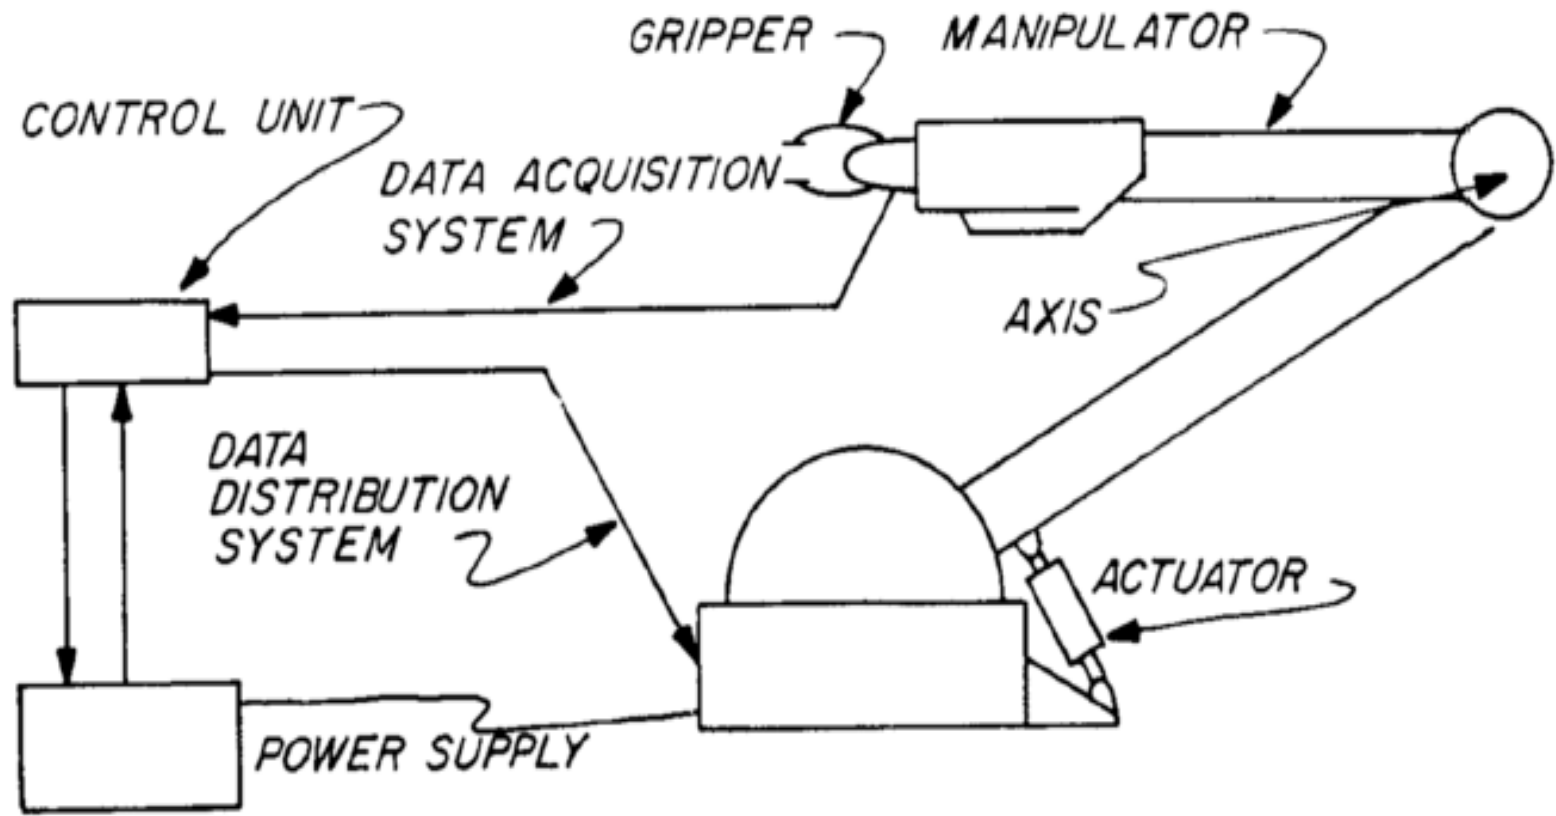 GRIPPER
MANIPULATOR
CONTROL UNIT
DATA ACQUISITION
SYSTEM
AXIS
DATA
DISTRIBUTION
SYSTEM
ACTUATOR
POWER SUPPLY